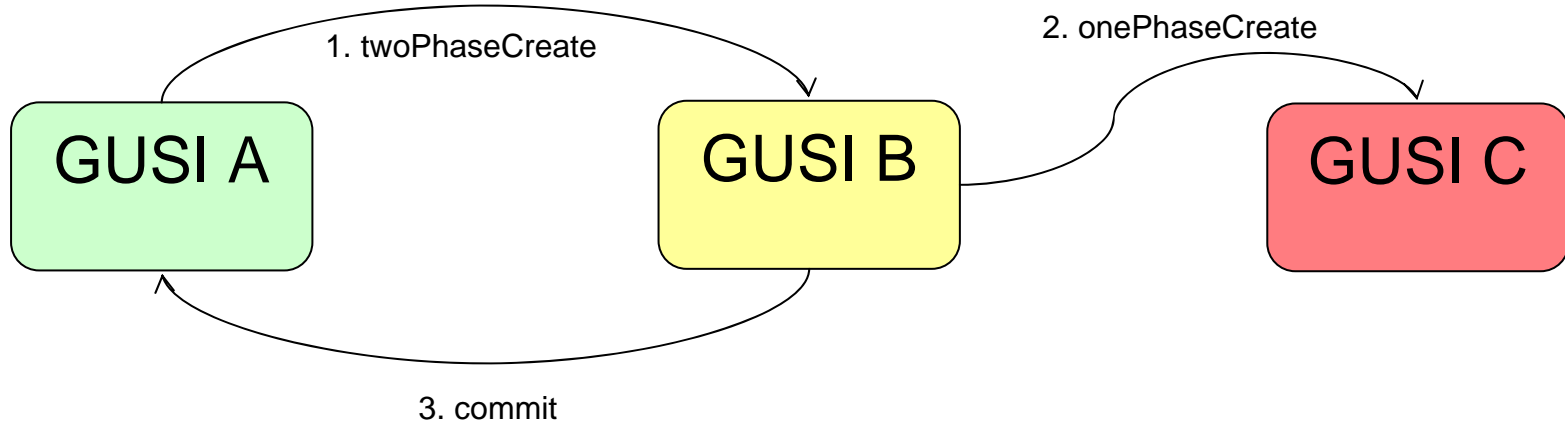 1. twoPhaseCreate
2. onePhaseCreate
GUSI A
GUSI B
GUSI C
3. commit